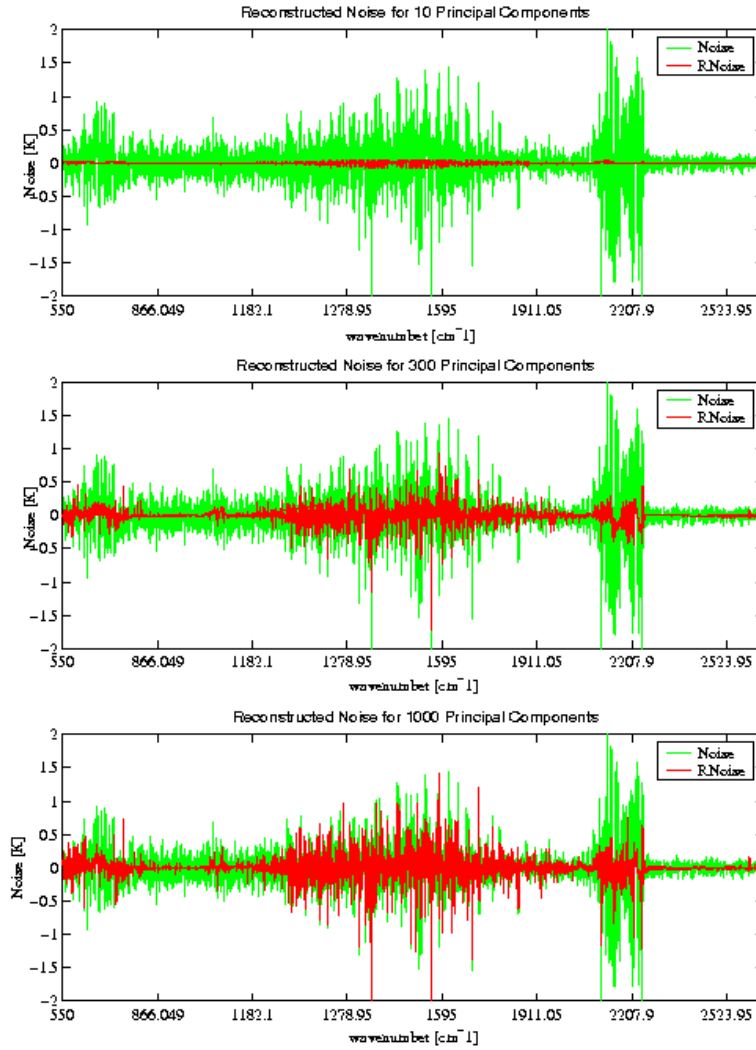 Reconstructed Noise for 10 Principal Components
2
1.5
1
0.5
0
−0.5
−1
−1.5
−2
Noise [K]
Noise
RNoise
550 866.049 1182.1 1278.95 1595 1911.05 2207.9 2523.95
wavenumber [cm^-1]
Reconstructed Noise for 300 Principal Components
2
1.5
1
0.5
0
−0.5
−1
−1.5
−2
Noise [K]
Noise
RNoise
550 866.049 1182.1 1278.95 1595 1911.05 2207.9 2523.95
wavenumber [cm^-1]
Reconstructed Noise for 1000 Principal Components
2
1.5
1
0.5
0
−0.5
−1
−1.5
−2
Noise [K]
Noise
RNoise
550 866.049 1182.1 1278.95 1595 1911.05 2207.9 2523.95
wavenumber [cm^-1]